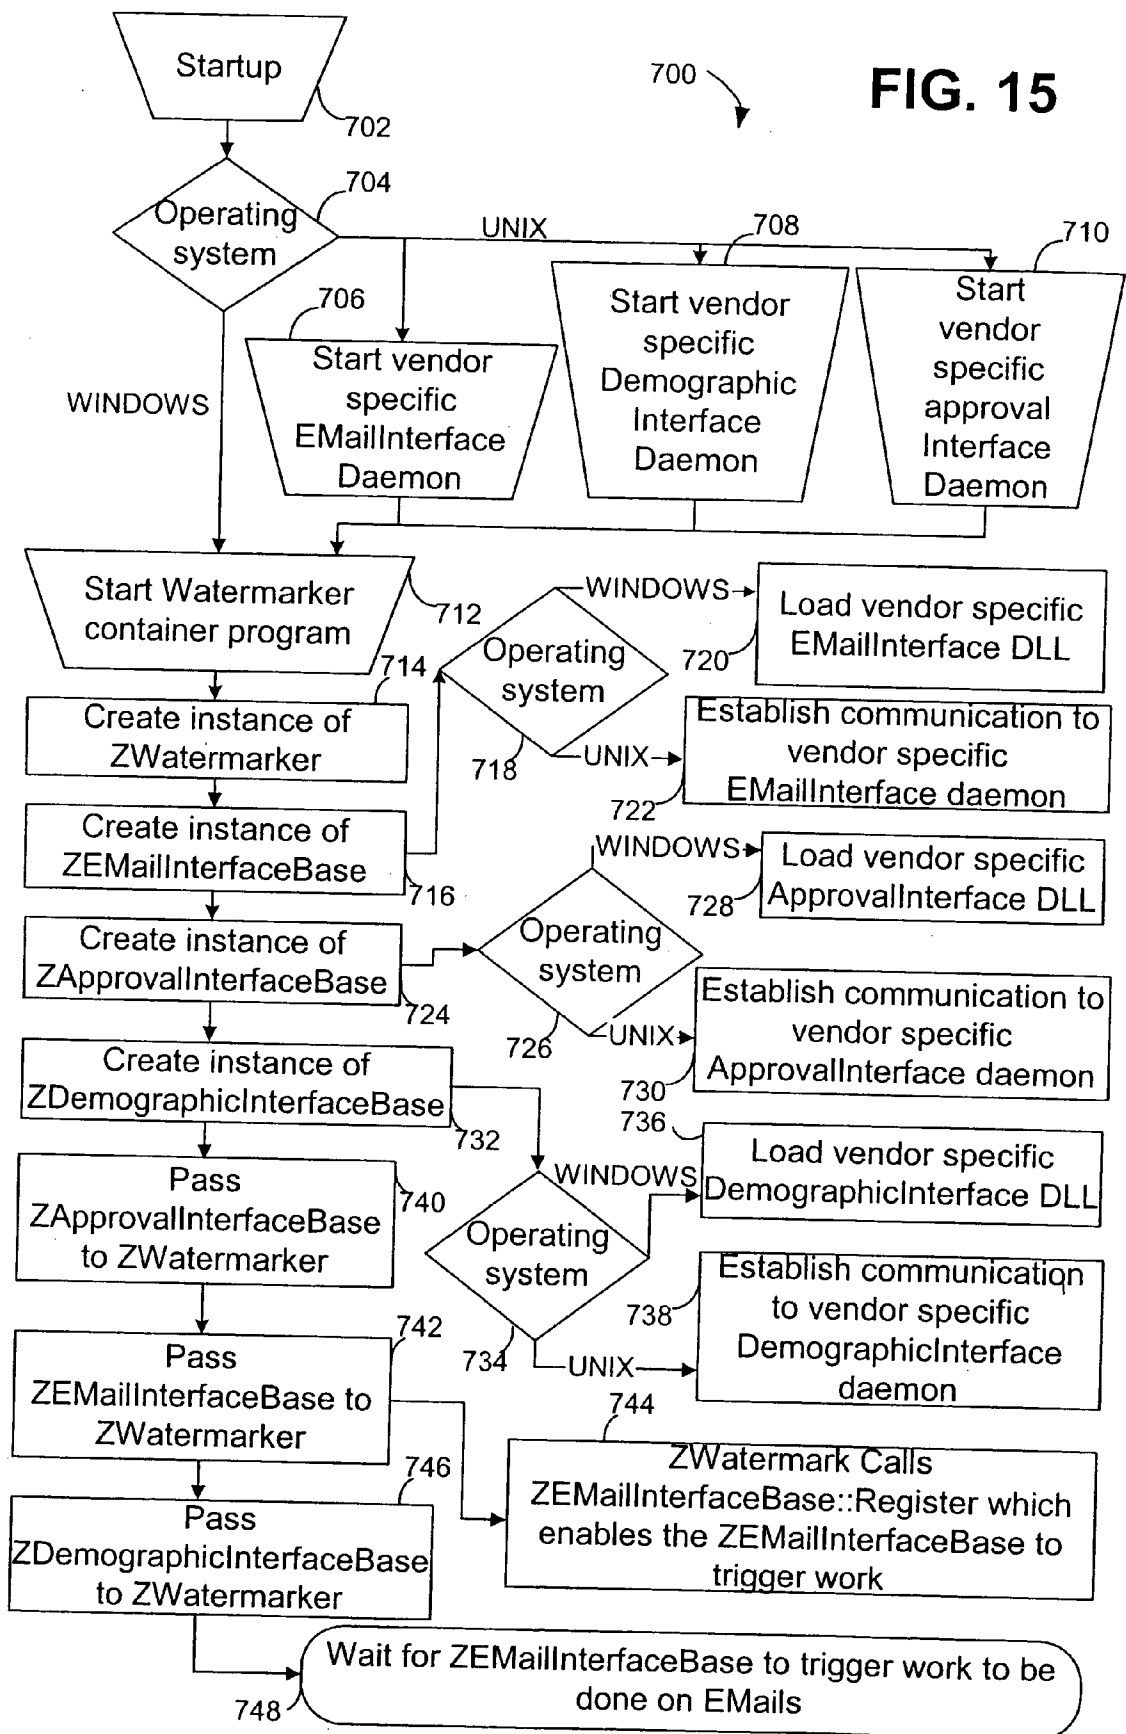 Startup
702
700
FIG. 15
704
Operating
system
UNIX
WINDOWS
706
Start vendor
specific
EMailInterface
Daemon
708
Start vendor
specific
Demographic
Interface
Daemon
710
Start
vendor
specific
approval
Interface
Daemon
Start Watermarker
container program
712
714
Create instance of
ZWatermarker
Create instance of
ZEMailInterfaceBase
716
Operating
system
718
WINDOWS
720
Load vendor specific
EMailInterface DLL
UNIX
722
Establish communication to
vendor specific
EMailInterface daemon
Create instance of
ZApprovalInterfaceBase
724
Operating
system
726
WINDOWS
728
Load vendor specific
ApprovalInterface DLL
UNIX
730
Establish communication to
vendor specific
ApprovalInterface daemon
Create instance of
ZDemographicInterfaceBase
732
Operating
system
734
WINDOWS
736
Load vendor specific
DemographicInterface DLL
UNIX
738
Establish communication
to vendor specific
DemographicInterface
daemon
740
Pass
ZApprovalInterfaceBase
to ZWatermarker
742
Pass
ZEMailInterfaceBase to
ZWatermarker
744
ZWatermark Calls
ZEMailInterfaceBase::Register which
enables the ZEMailInterfaceBase to
trigger work
746
Pass
ZDemographicInterfaceBase
to ZWatermarker
748
Wait for ZEMailInterfaceBase to trigger work to be
done on EMails